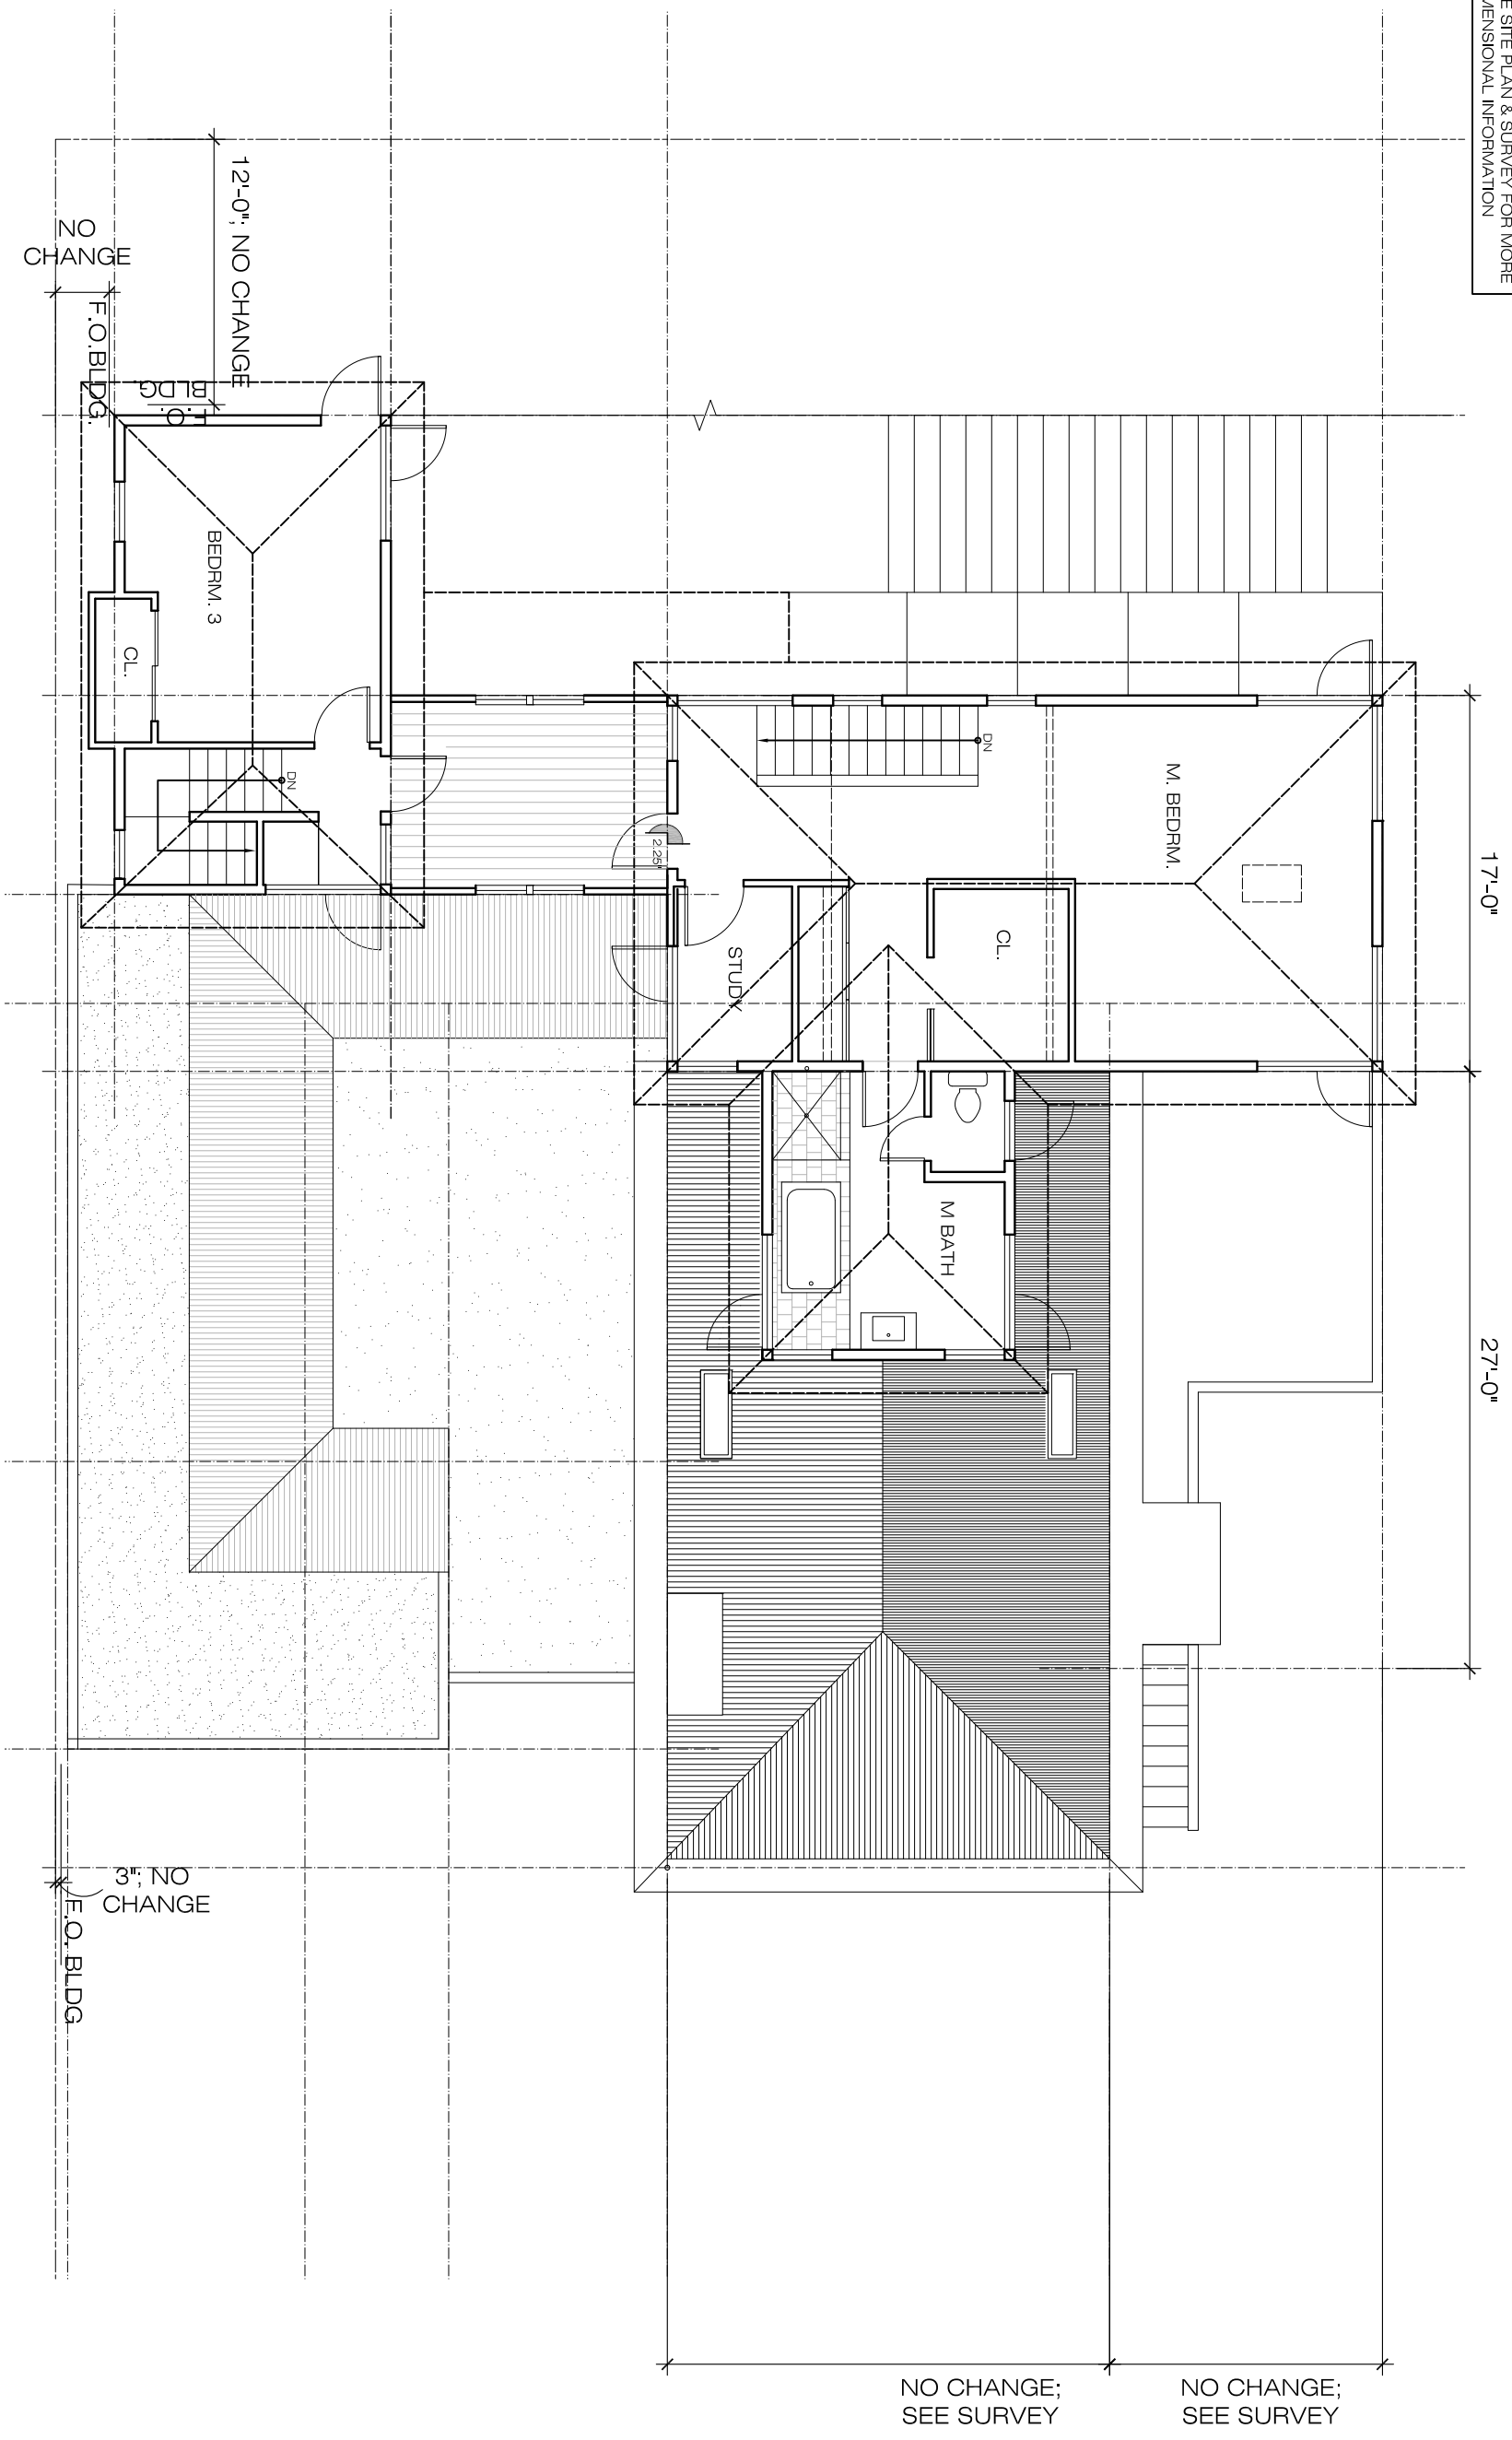 SITE PLAN & SURVEY FOR MORE
INFORMATION
12'-0"; NO CHANGE
NO
CHANGE
F.O.BLDG.
F.O.
BLDG.
BEDRM. 3
CL.
DN
DN
M. BEDRM.
2.25"
STUDY
CL.
M BATH
17'-0"
27'-0"
3"; NO
CHANGE
F.O. BLDG
NO CHANGE;
SEE SURVEY
NO CHANGE;
SEE SURVEY